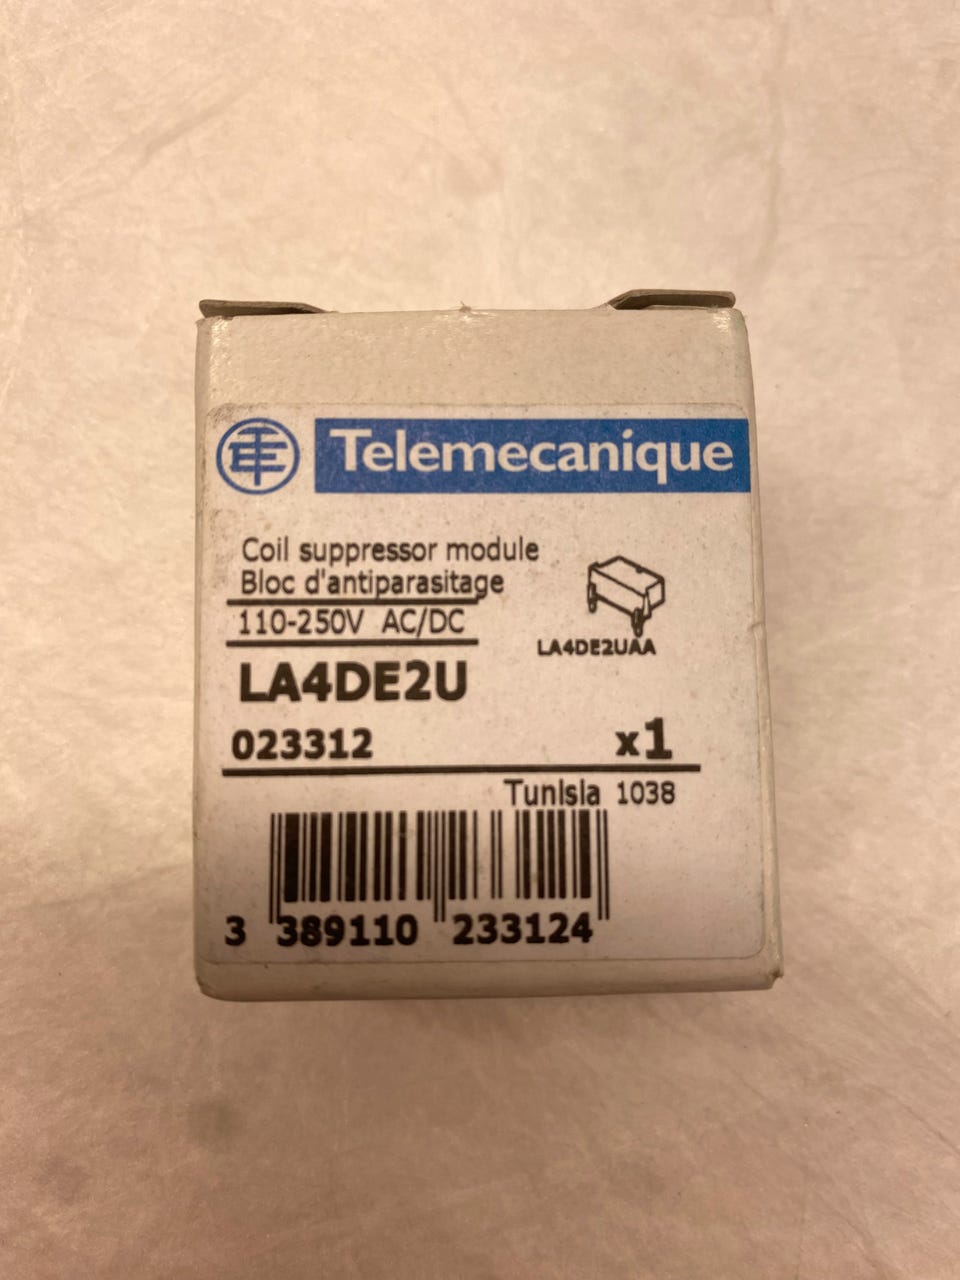 Telemecanique
Coil suppressor module
Bloc d'antiparasitage
110-250V AC/DC
LA4DE2UAA
LA4DE2U
023312 x1
Tunisia 1038
3 389110 233124